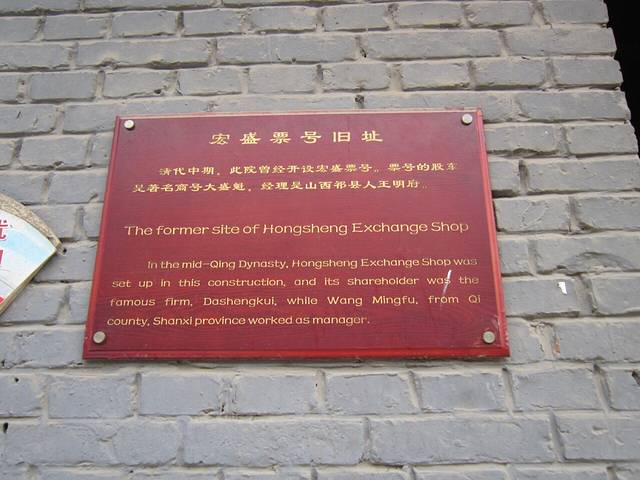 宏盛票号旧址
清代中期，此院曾经开设宏盛票号。票号的股东
是著名商号大盛魁，经理是山西祁县人王明府。
The former site of Hongsheng Exchange Shop
In the mid-Qing Dynasty, Hongsheng Exchange Shop was
set up in this construction, and its shareholder was the
famous firm, Dashengkui, while Wang Mingfu, from Qi
county, Shanxi province worked as manager.